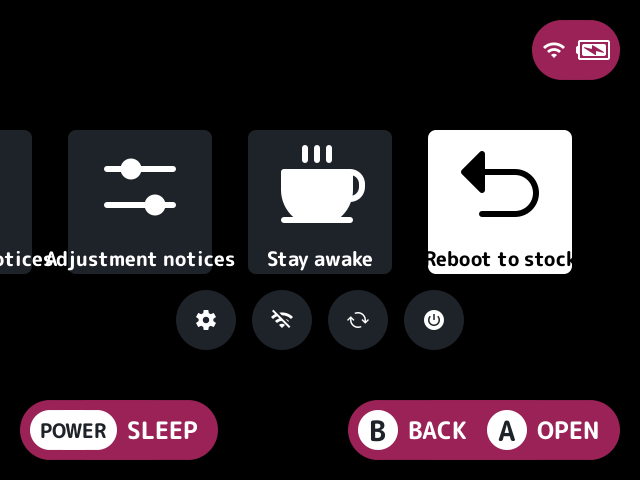 otices
Adjustment notices
Stay awake
Reboot to stock
POWER SLEEP
B BACK A OPEN